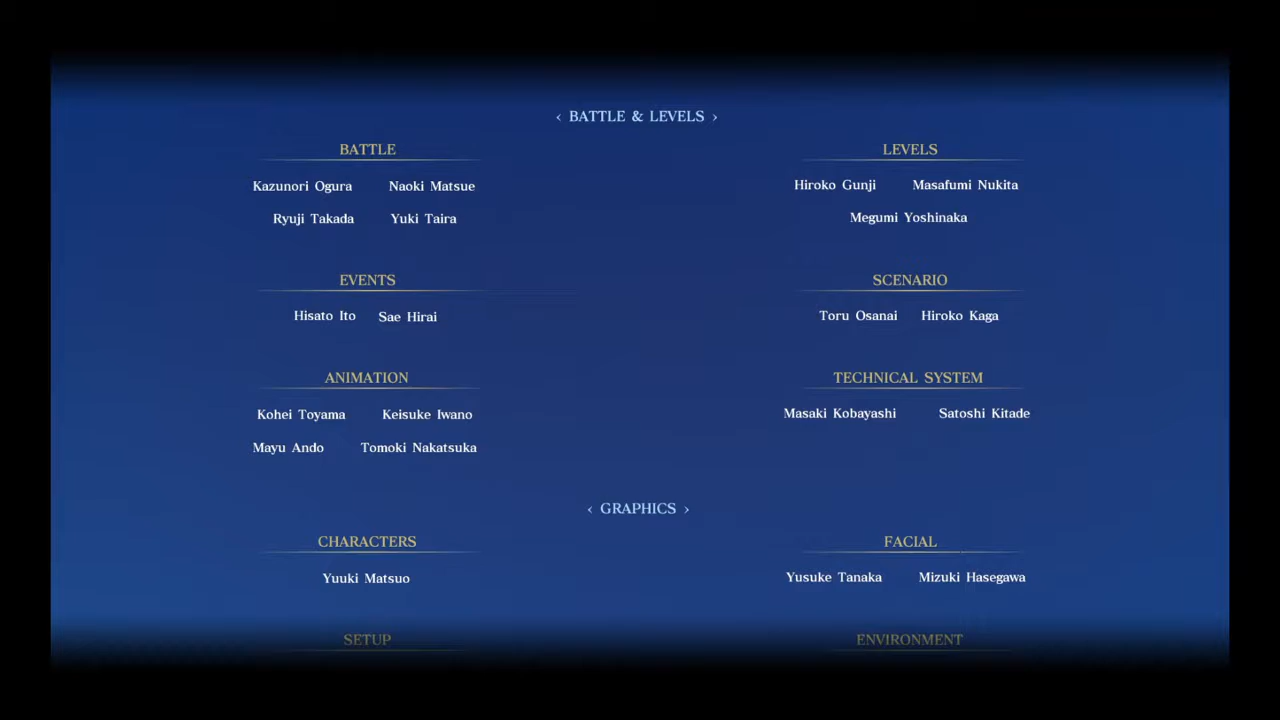 ‹ BATTLE & LEVELS ›
BATTLE
Kazunori Ogura Naoki Matsue
Ryuji Takada Yuki Taira
LEVELS
Hiroko Gunji Masafumi Nukita
Megumi Yoshinaka
EVENTS
Hisato Ito Sae Hirai
SCENARIO
Toru Osanai Hiroko Kaga
ANIMATION
Kohei Toyama Keisuke Iwano
Mayu Ando Tomoki Nakatsuka
TECHNICAL SYSTEM
Masaki Kobayashi Satoshi Kitade
‹ GRAPHICS ›
CHARACTERS
Yuuki Matsuo
FACIAL
Yusuke Tanaka Mizuki Hasegawa
SETUP
ENVIRONMENT